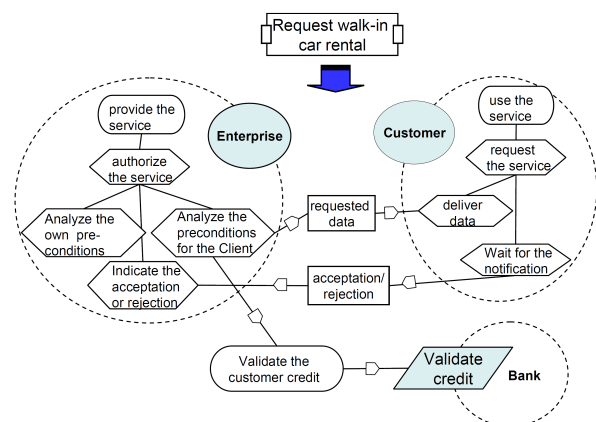 Request walk-in
car rental
provide the
service
Enterprise
Customer
use the
service
authorize
the service
request
the service
Analyze the
own pre-
conditions
Analyze the
preconditions
for the Client
requested
data
deliver
data
Indicate the
acceptation
or rejection
acceptation/
rejection
Wait for the
notification
Validate the
customer credit
Validate
credit
Bank